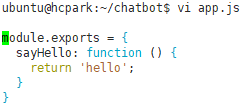 ubuntu@hcpark:~/chatbot$ vi app.js
module.exports = {
  sayHello: function () {
    return 'hello';
  }
}